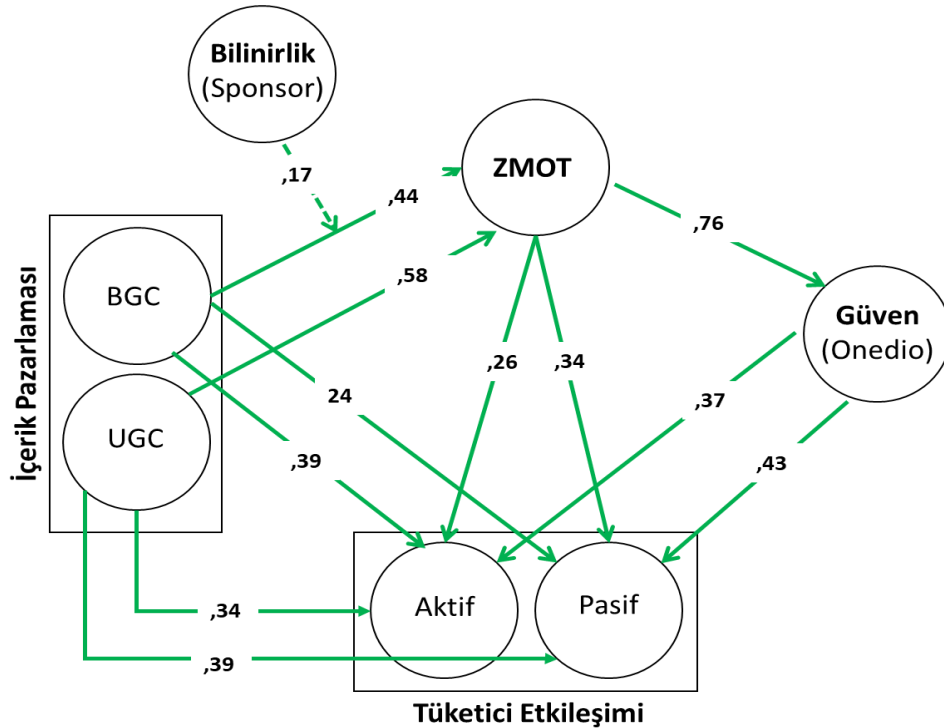 Bilinirlik
(Sponsor)
,17
ZMOT
,44
,76
,58
BGC
Güven
(Onedio)
İçerik Pazarlaması
,26
,34
,37
24
UGC
,39
,43
,34
Aktif
Pasif
,39
Tüketici Etkileşimi